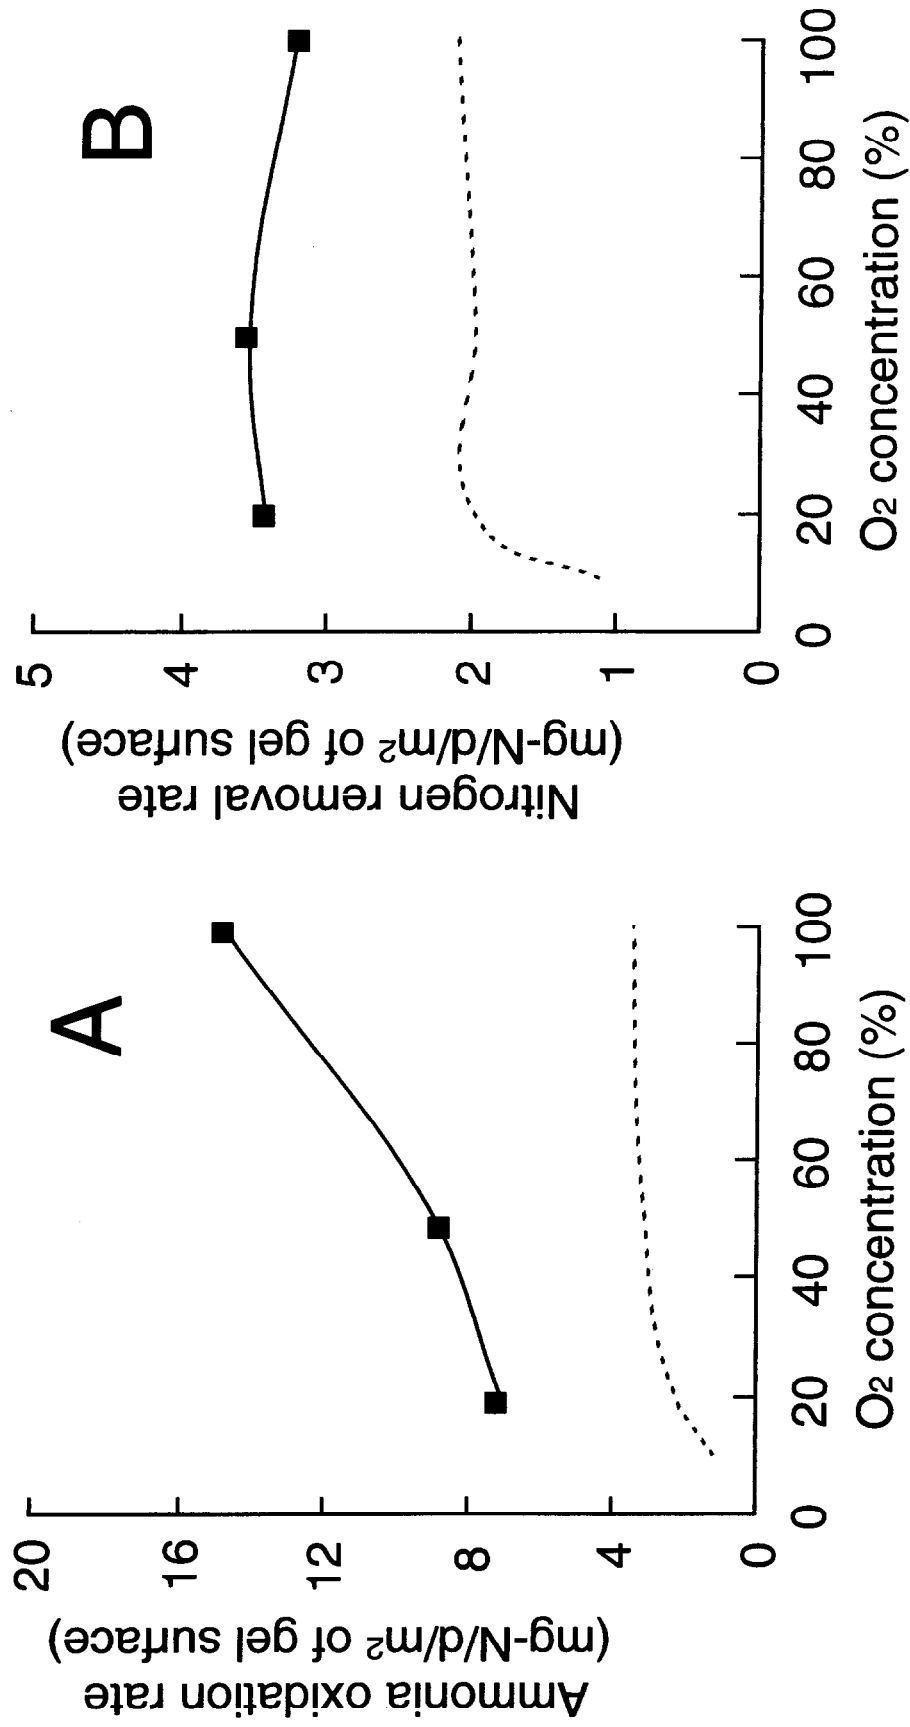 A
Ammonia oxidation rate
(mg-N/d/m² of gel surface)
20
16
12
8
4
0
0 20 40 60 80 100
O2 concentration (%)
B
Nitrogen removal rate
(mg-N/d/m² of gel surface)
5
4
3
2
1
0
0 20 40 60 80 100
O2 concentration (%)